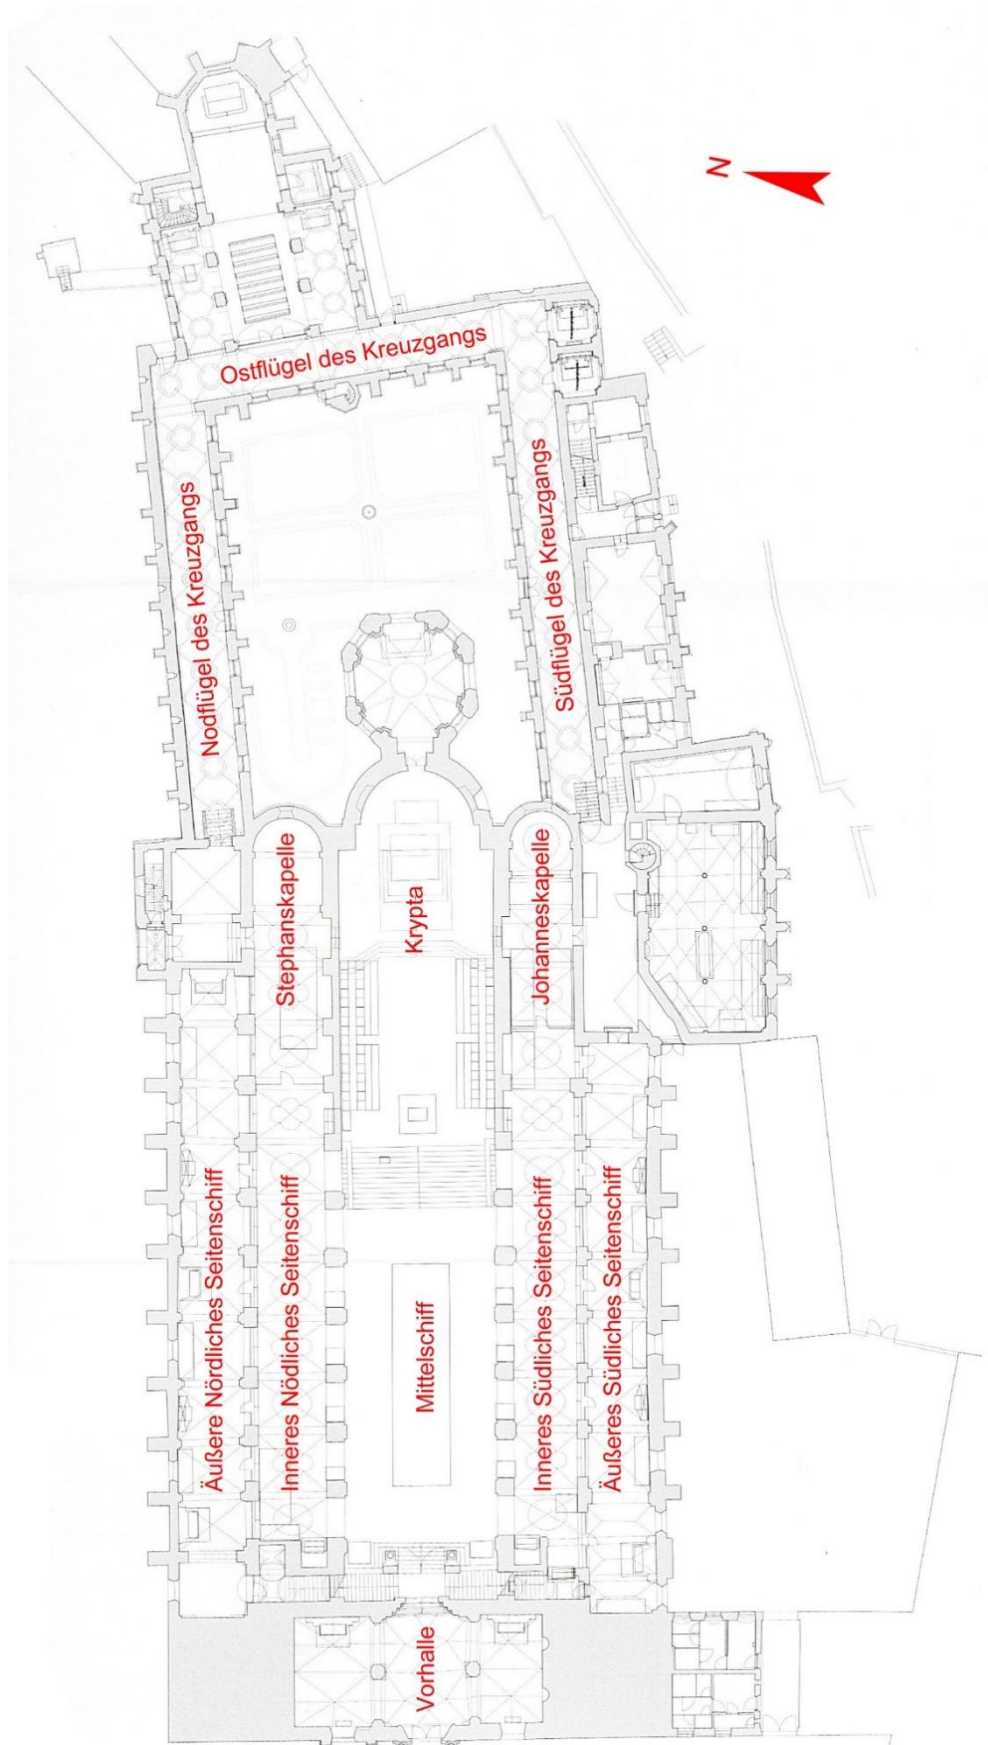 N
Ostflügel des Kreuzgangs
Nodflügel des Kreuzgangs
Südflügel des Kreuzgangs
Stephanskapelle
Krypta
Johanneskapelle
Äußere Nördliches Seitenschiff
Inneres Nödliches Seitenschiff
Mittelschiff
Inneres Südliches Seitenschiff
Äußeres Südliches Seitenschiff
Vorhalle